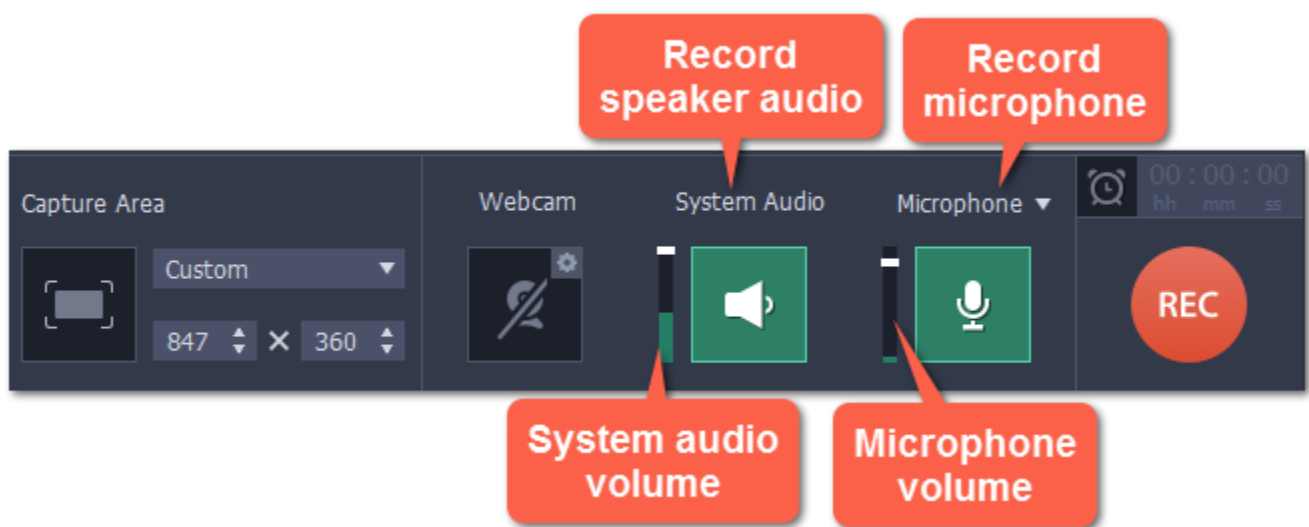 Record
speaker audio
Record
microphone
Capture Area
Webcam
System Audio
Microphone
00 : 00 : 00
hh mm ss
Custom
847 × 360
REC
System audio
volume
Microphone
volume